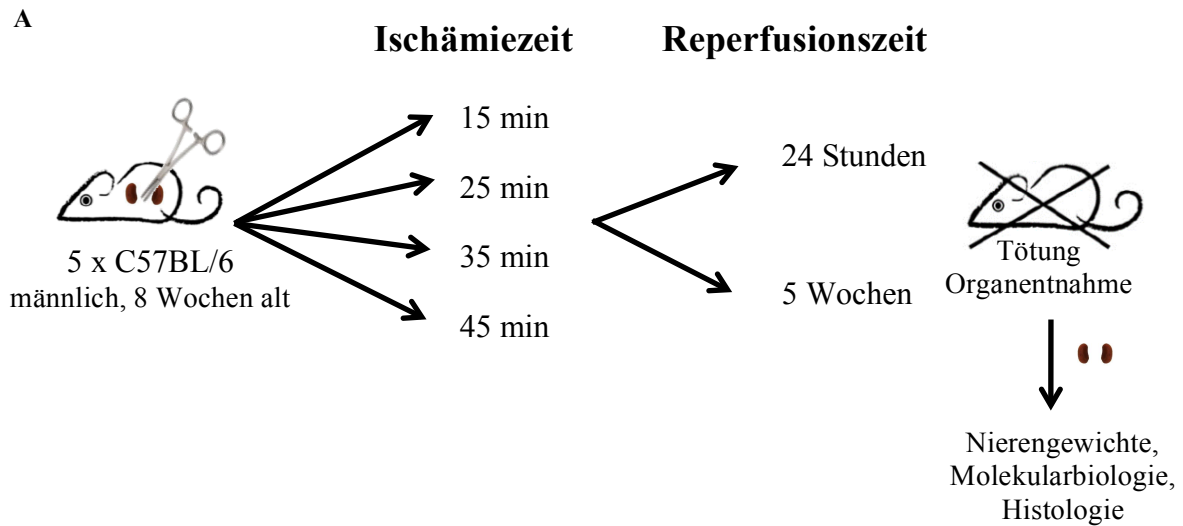 A
Ischämiezeit
Reperfusionszeit
15 min
25 min
35 min
45 min
5 x C57BL/6
männlich, 8 Wochen alt
24 Stunden
5 Wochen
Tötung
Organentnahme
Nierengewichte,
Molekularbiologie,
Histologie